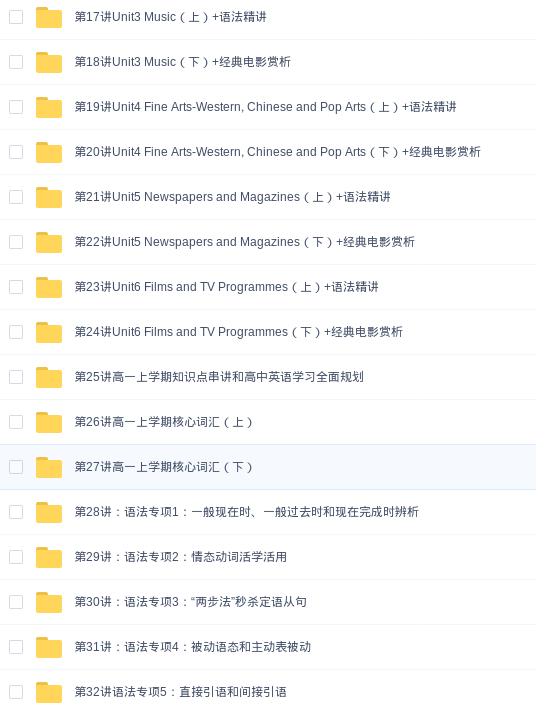 第17讲Unit3 Music（上）+语法精讲
第18讲Unit3 Music（下）+经典电影赏析
第19讲Unit4 Fine Arts-Western, Chinese and Pop Arts（上）+语法精讲
第20讲Unit4 Fine Arts-Western, Chinese and Pop Arts（下）+经典电影赏析
第21讲Unit5 Newspapers and Magazines（上）+语法精讲
第22讲Unit5 Newspapers and Magazines（下）+经典电影赏析
第23讲Unit6 Films and TV Programmes（上）+语法精讲
第24讲Unit6 Films and TV Programmes（下）+经典电影赏析
第25讲高一上学期知识点串讲和高中英语学习全面规划
第26讲高一上学期核心词汇（上）
第27讲高一上学期核心词汇（下）
第28讲：语法专项1：一般现在时、一般过去时和现在完成时辨析
第29讲：语法专项2：情态动词活学活用
第30讲：语法专项3：“两步法”秒杀定语从句
第31讲：语法专项4：被动语态和主动表被动
第32讲语法专项5：直接引语和间接引语